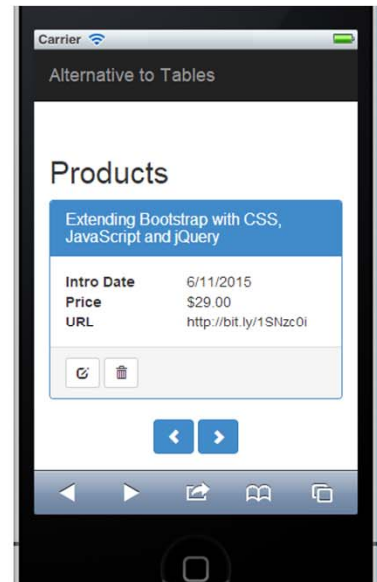 Carrier
Alternative to Tables
Products
Extending Bootstrap with CSS,
JavaScript and jQuery
Intro Date 6/11/2015
Price $29.00
URL http://bit.ly/1SNzc0i